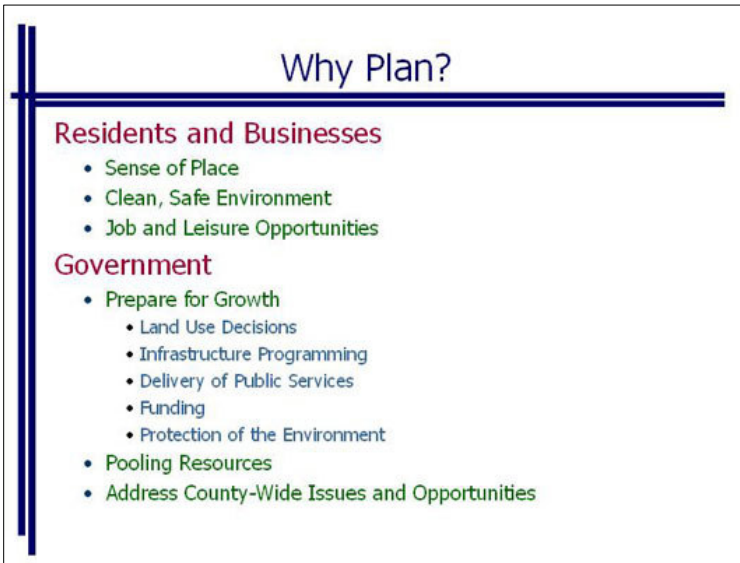 Why Plan?
Residents and Businesses
• Sense of Place
• Clean, Safe Environment
• Job and Leisure Opportunities
Government
• Prepare for Growth
• Land Use Decisions
• Infrastructure Programming
• Delivery of Public Services
• Funding
• Protection of the Environment
• Pooling Resources
• Address County-Wide Issues and Opportunities